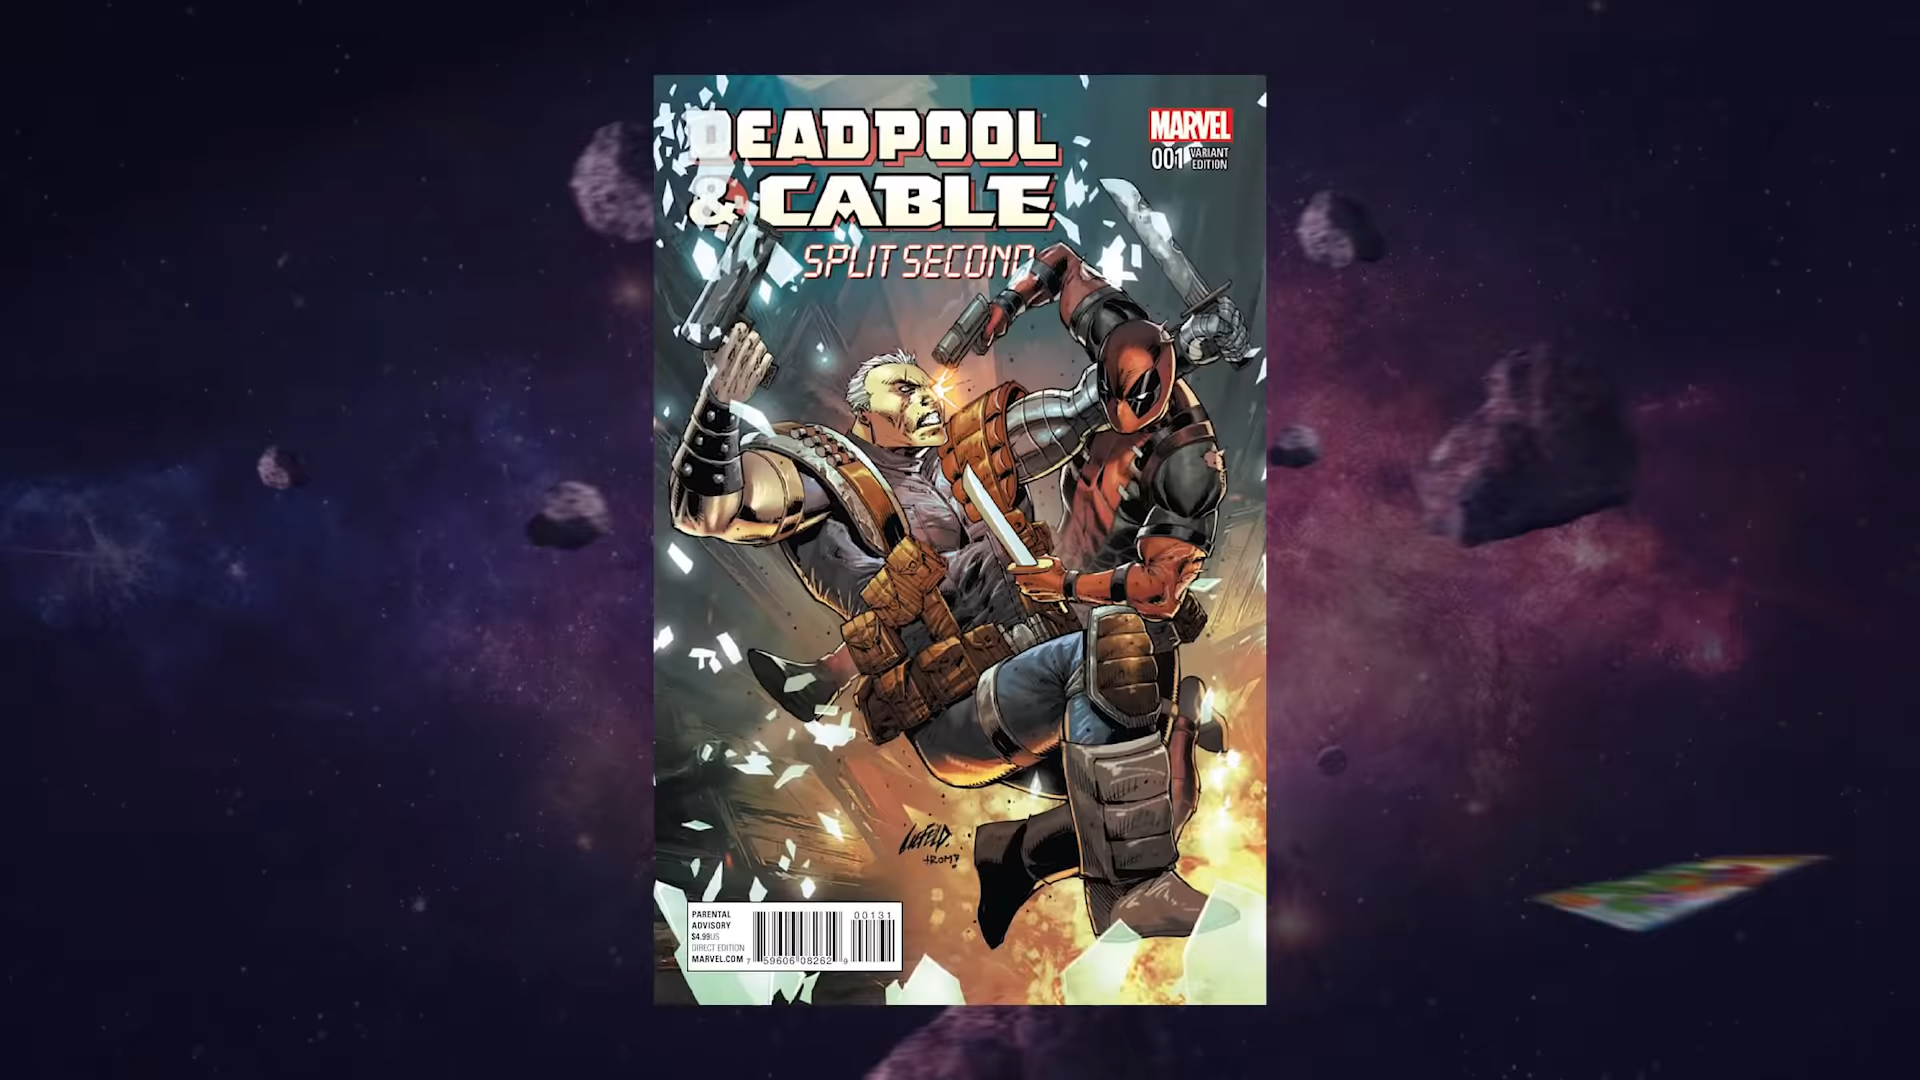 DEADPOOL
& CABLE
SPLIT SECOND
MARVEL
001 VARIANT
EDITION
LIEFELD.
PARENTAL
ADVISORY
$4.99US
DIRECT EDITION
MARVEL.COM
00131
7 59606 08262 9